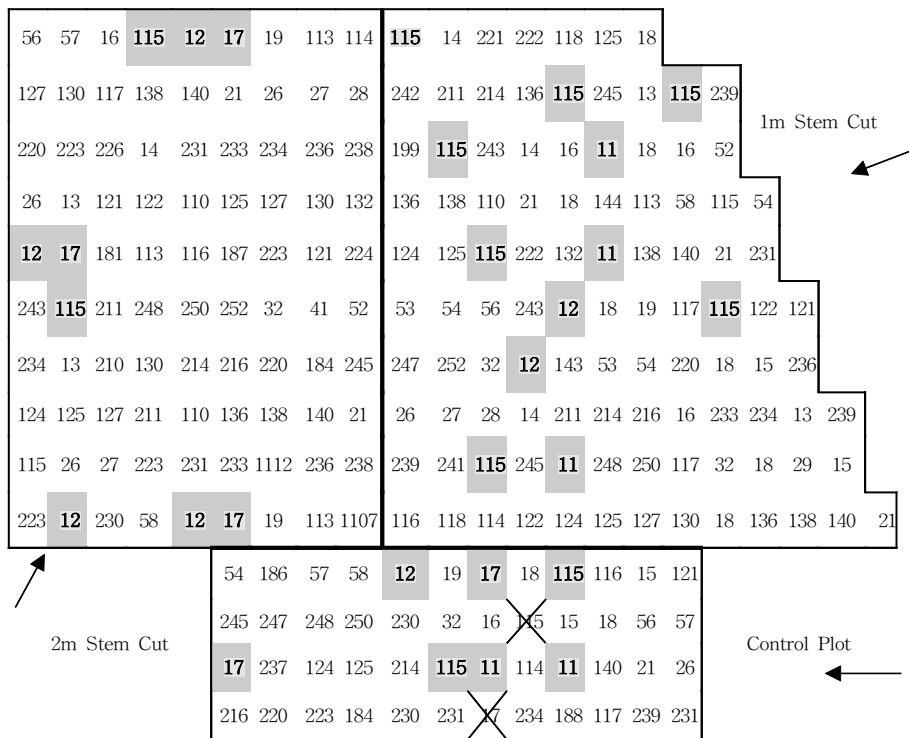 56 57 16 115 12 17 19 113 114 115 14 221 222 118 125 18
127 130 117 138 140 21 26 27 28 242 211 214 136 115 245 13 115 239
1m Stem Cut
220 223 226 14 231 233 234 236 238 199 115 243 14 16 11 18 16 52
26 13 121 122 110 125 127 130 132 136 138 110 21 18 144 113 58 115 54
12 17 181 113 116 187 223 121 224 124 125 115 222 132 11 138 140 21 231
243 115 211 248 250 252 32 41 52 53 54 56 243 12 18 19 117 115 122 121
234 13 210 130 214 216 220 184 245 247 252 32 12 143 53 54 220 18 15 236
124 125 127 211 110 136 138 140 21 26 27 28 14 211 214 216 16 233 234 13 239
115 26 27 223 231 233 1112 236 238 239 241 115 245 11 248 250 117 32 18 29 15
223 12 230 58 12 17 19 113 1107 116 118 114 122 124 125 127 130 18 136 138 140 21
54 186 57 58 12 19 17 18 115 116 15 121
245 247 248 250 230 32 16 115 15 18 56 57
2m Stem Cut
Control Plot
17 237 124 125 214 115 11 114 11 140 21 26
216 220 223 184 230 231 17 234 188 117 239 231